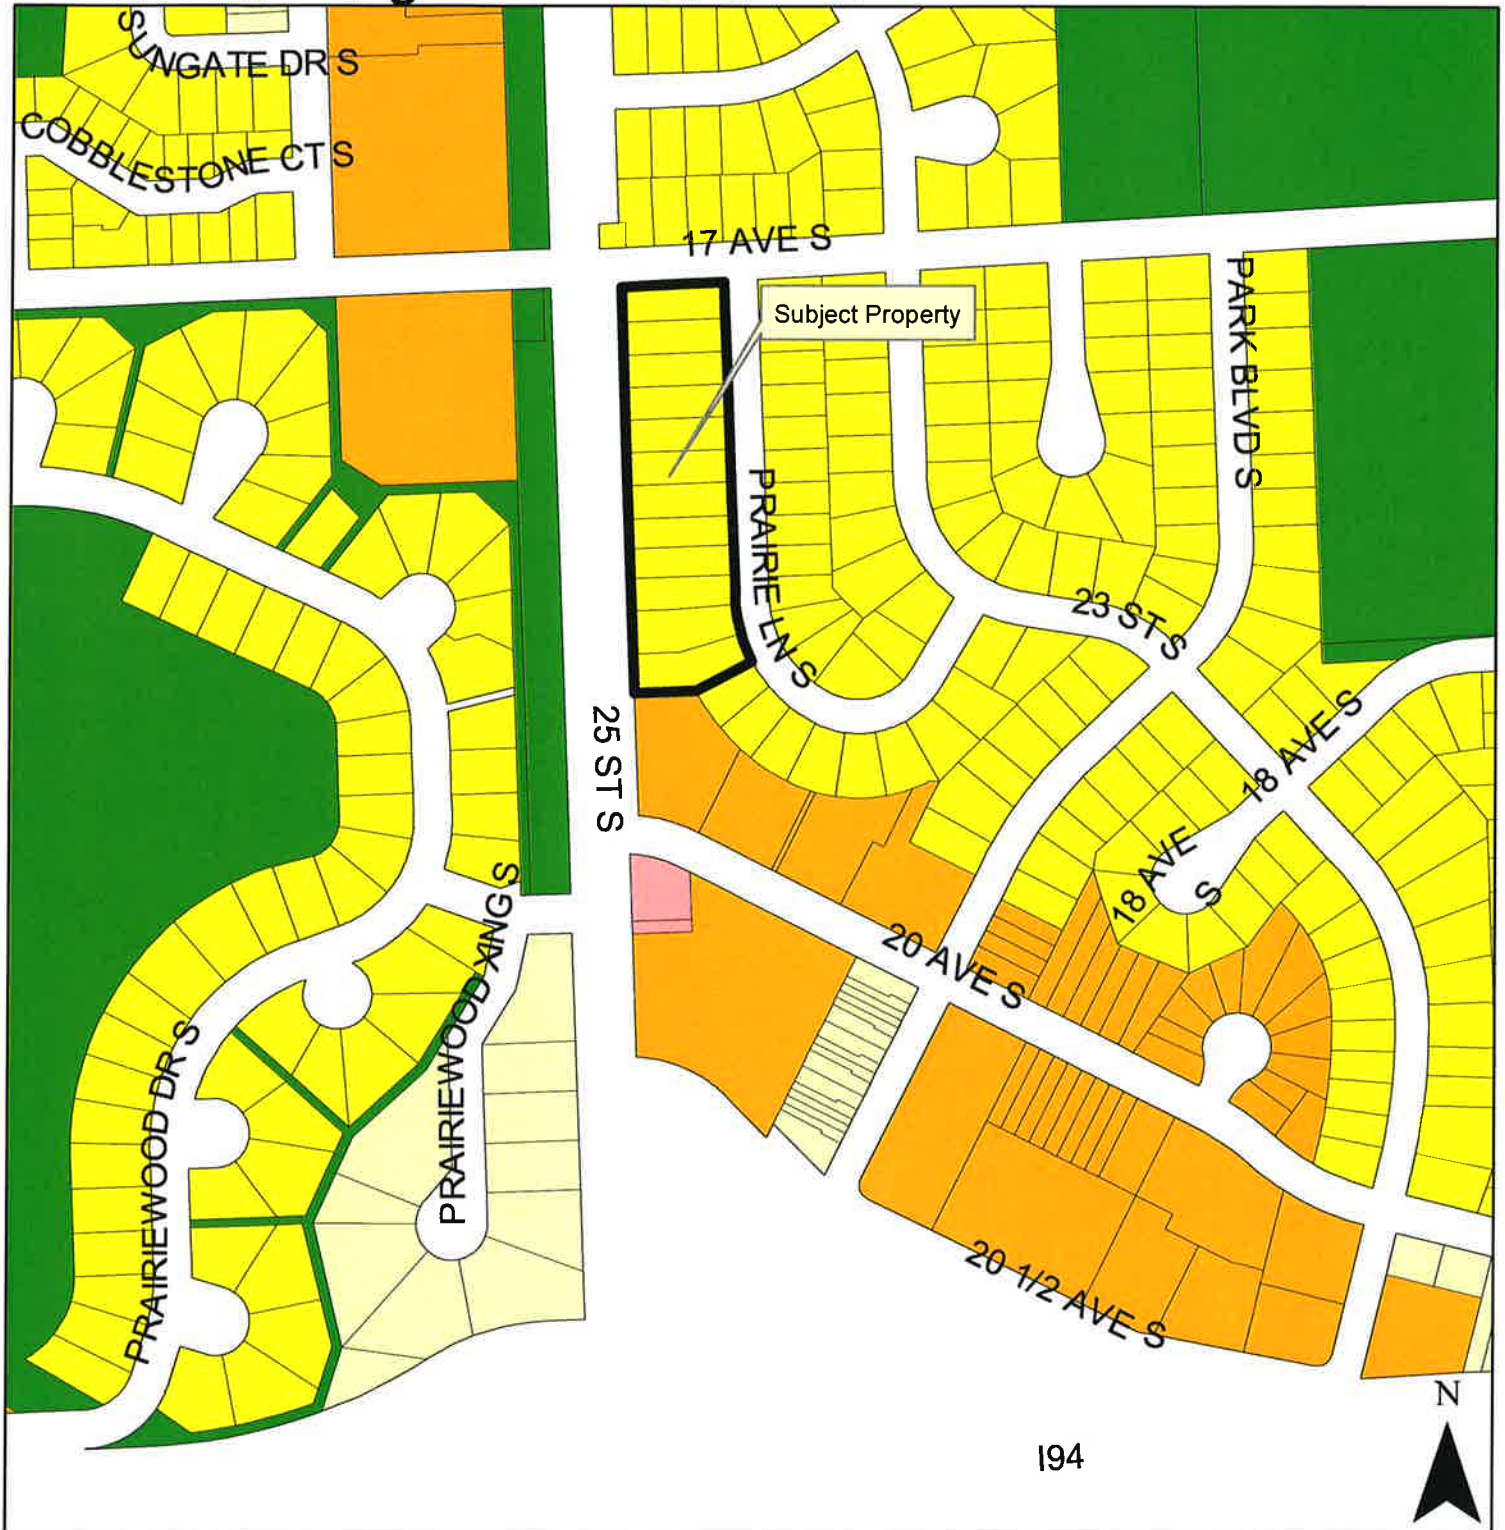 SUNGATE DR S
COBBLESTONE CT S
17 AVE S
Subject Property
PARK BLVD S
PRAIRIE LN S
23 ST S
25 ST S
18 AVE S
18 AVE
S
20 AVE S
PRAIRIEWOOD XING S
PRAIRIEWOOD DR S
20 1/2 AVE S
N
I94